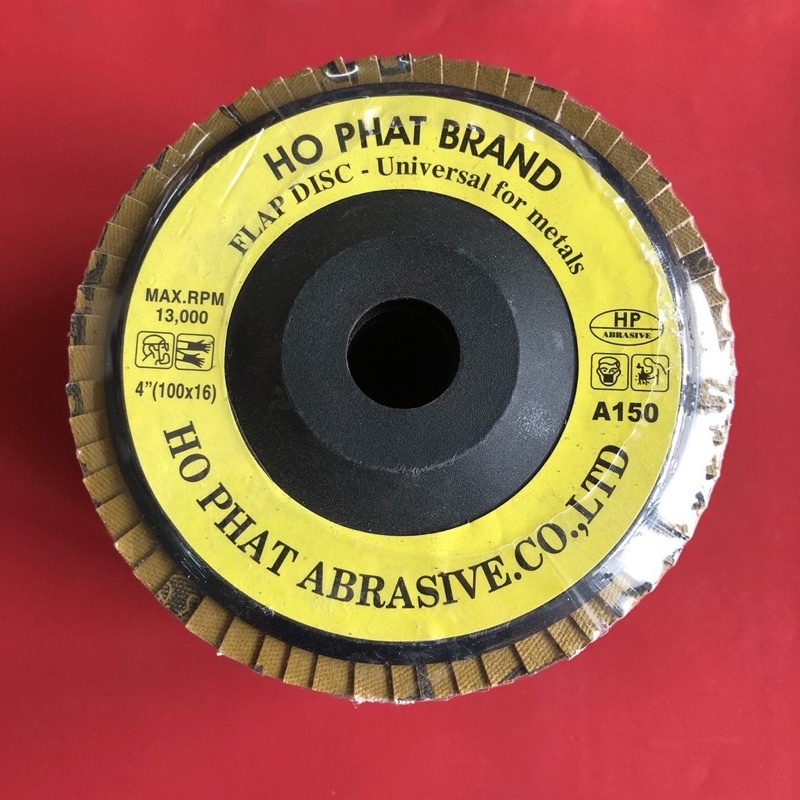 HO PHAT BRAND
FLAP DISC - Universal for metals
MAX.RPM
13,000
4"(100x16)
HP
ABRASIVE
A150
HO PHAT ABRASIVE.CO.,LTD